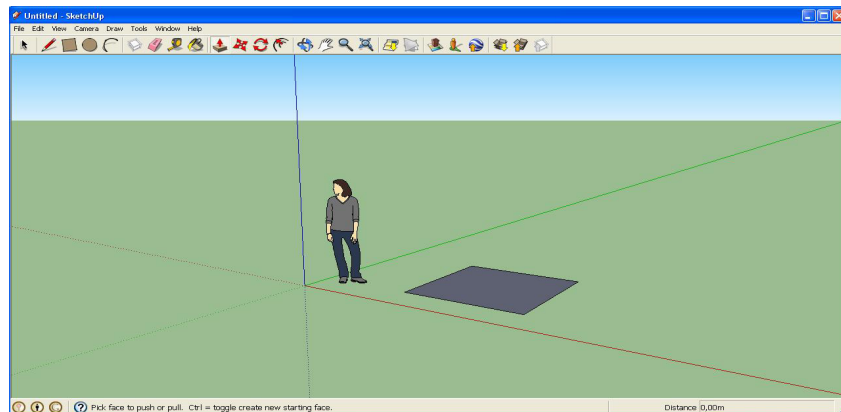 Untitled - SketchUp
File Edit View Camera Draw Tools Window Help
Pick face to push or pull. Ctrl = toggle create new starting face.
Distance 0,00m